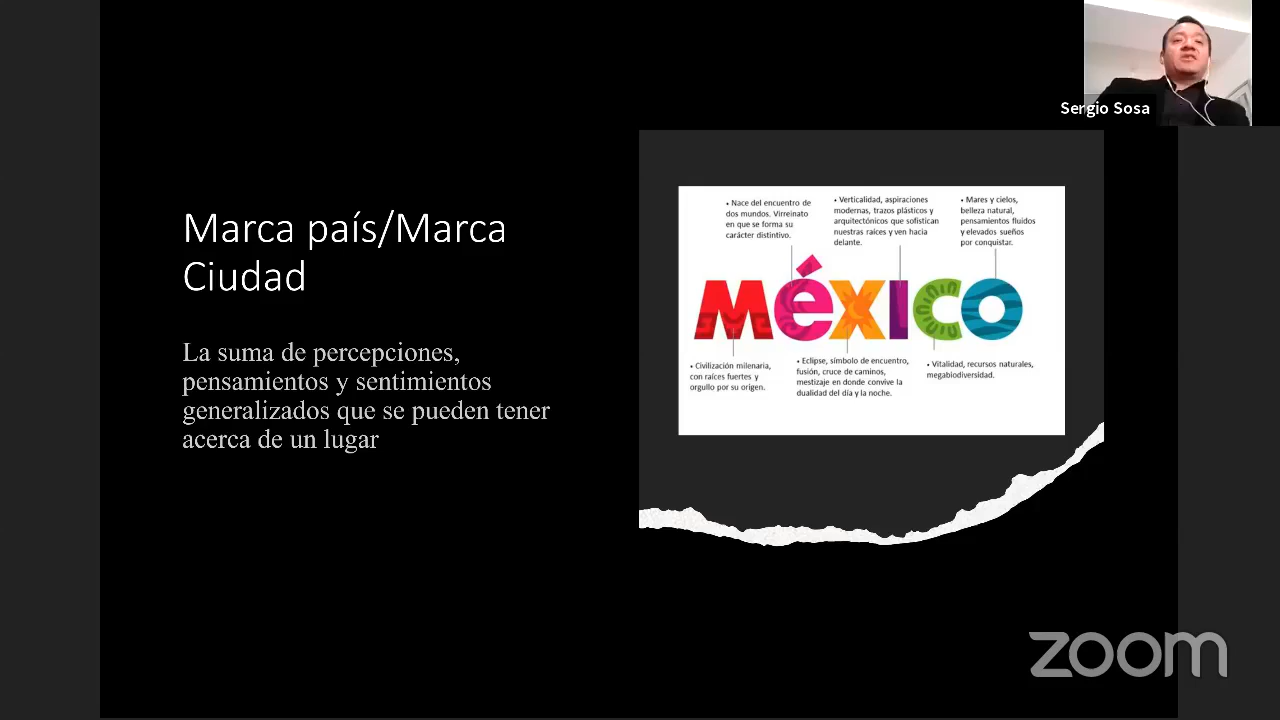 Sergio Sosa
Marca país/Marca
Ciudad
La suma de percepciones,
pensamientos y sentimientos
generalizados que se pueden tener
acerca de un lugar
• Nace del encuentro de
dos mundos. Virreinato
en que se forma su
carácter distintivo.
• Verticalidad, aspiraciones
modernas, trazos plásticos y
arquitectónicos que sofistican
nuestras raíces y ven hacia
delante.
• Mares y cielos,
belleza natural,
pensamientos fluidos
y elevados sueños
por conquistar.
méxico
• Civilización milenaria,
con raíces fuertes y
orgullo por su origen.
• Eclipse, símbolo de encuentro,
fusión, cruce de caminos,
mestizaje en donde convive la
dualidad del día y la noche.
• Vitalidad, recursos naturales,
megabiodiversidad.
zoom